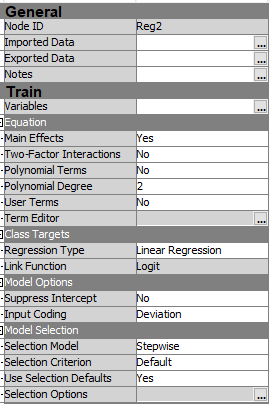 General
Node ID Reg2
Imported Data ...
Exported Data ...
Notes ...
Train
Variables ...
Equation
Main Effects Yes
Two-Factor Interactions No
Polynomial Terms No
Polynomial Degree 2
User Terms No
Term Editor ...
Class Targets
Regression Type Linear Regression
Link Function Logit
Model Options
Suppress Intercept No
Input Coding Deviation
Model Selection
Selection Model Stepwise
Selection Criterion Default
Use Selection Defaults Yes
Selection Options ...